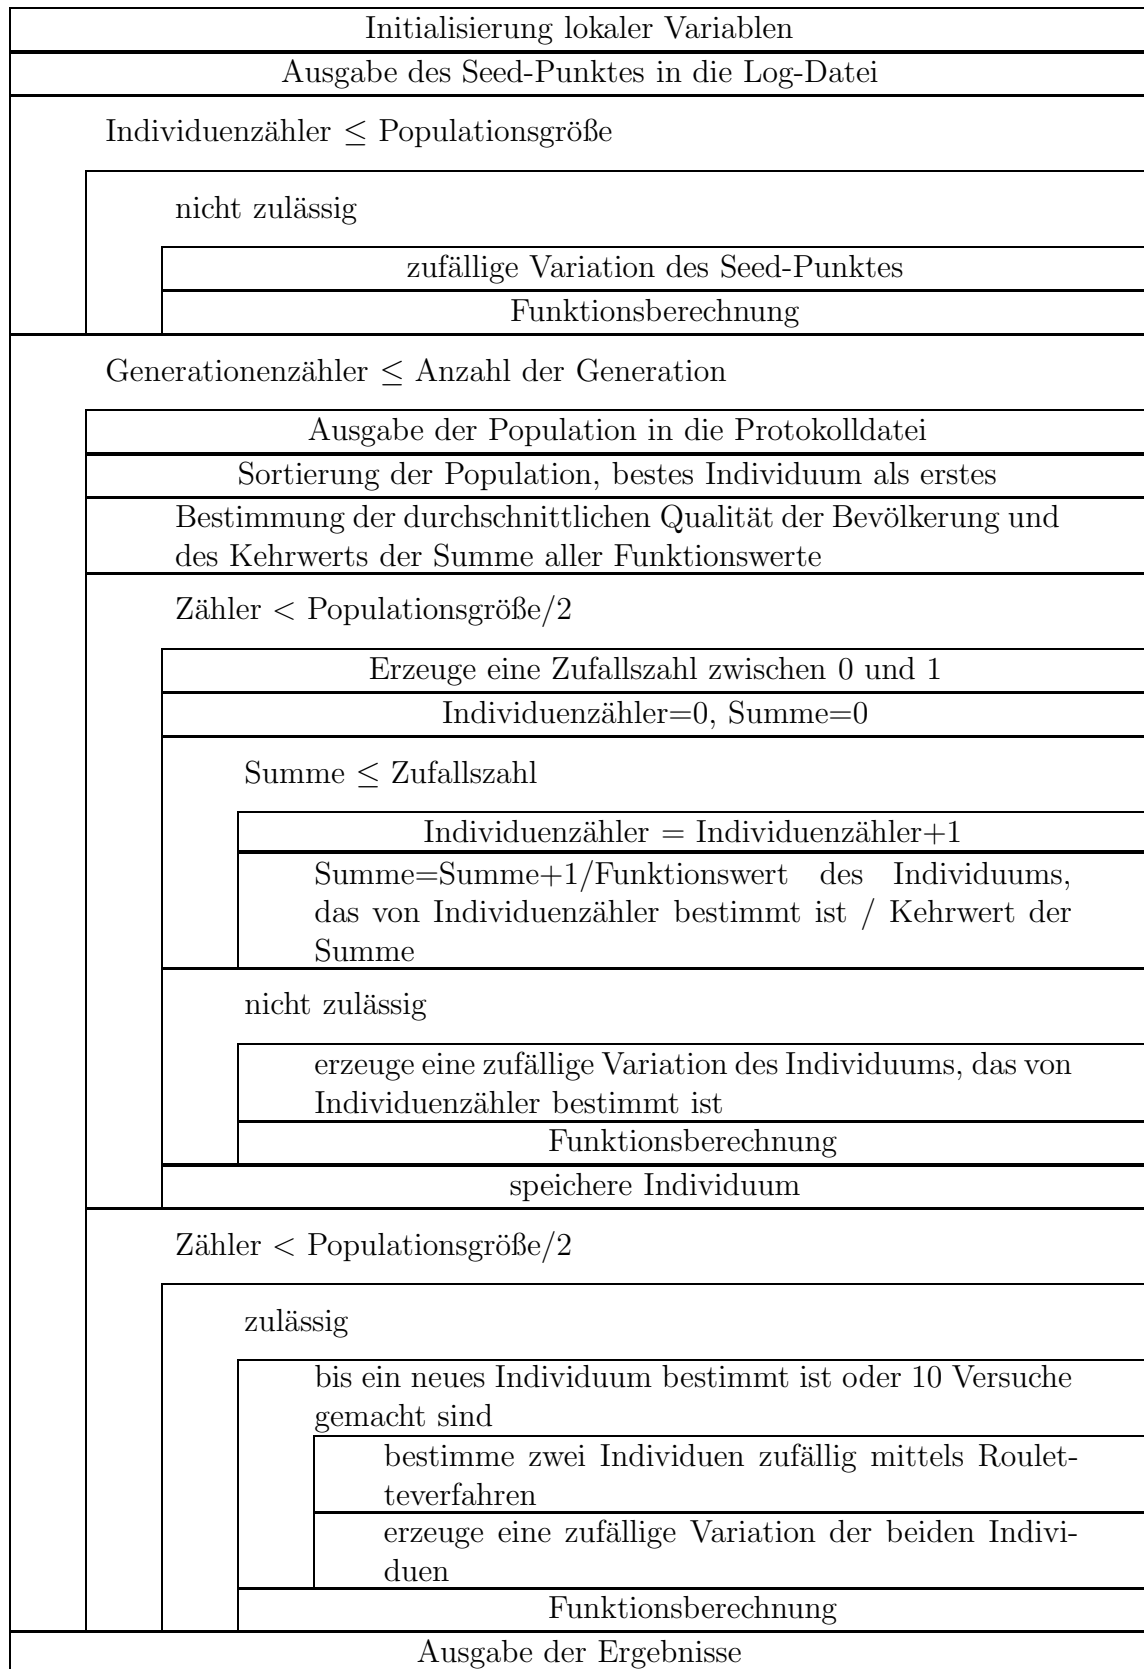 Initialisierung lokaler Variablen
Ausgabe des Seed-Punktes in die Log-Datei
Individuenzähler ≤ Populationsgröße
nicht zulässig
zufällige Variation des Seed-Punktes
Funktionsberechnung
Generationenzähler ≤ Anzahl der Generation
Ausgabe der Population in die Protokolldatei
Sortierung der Population, bestes Individuum als erstes
Bestimmung der durchschnittlichen Qualität der Bevölkerung und
des Kehrwerts der Summe aller Funktionswerte
Zähler < Populationsgröße/2
Erzeuge eine Zufallszahl zwischen 0 und 1
Individuenzähler=0, Summe=0
Summe ≤ Zufallszahl
Individuenzähler = Individuenzähler+1
Summe=Summe+1/Funktionswert des Individuums,
das von Individuenzähler bestimmt ist / Kehrwert der
Summe
nicht zulässig
erzeuge eine zufällige Variation des Individuums, das von
Individuenzähler bestimmt ist
Funktionsberechnung
speichere Individuum
Zähler < Populationsgröße/2
zulässig
bis ein neues Individuum bestimmt ist oder 10 Versuche
gemacht sind
bestimme zwei Individuen zufällig mittels Roulet-
teverfahren
erzeuge eine zufällige Variation der beiden Indivi-
duen
Funktionsberechnung
Ausgabe der Ergebnisse